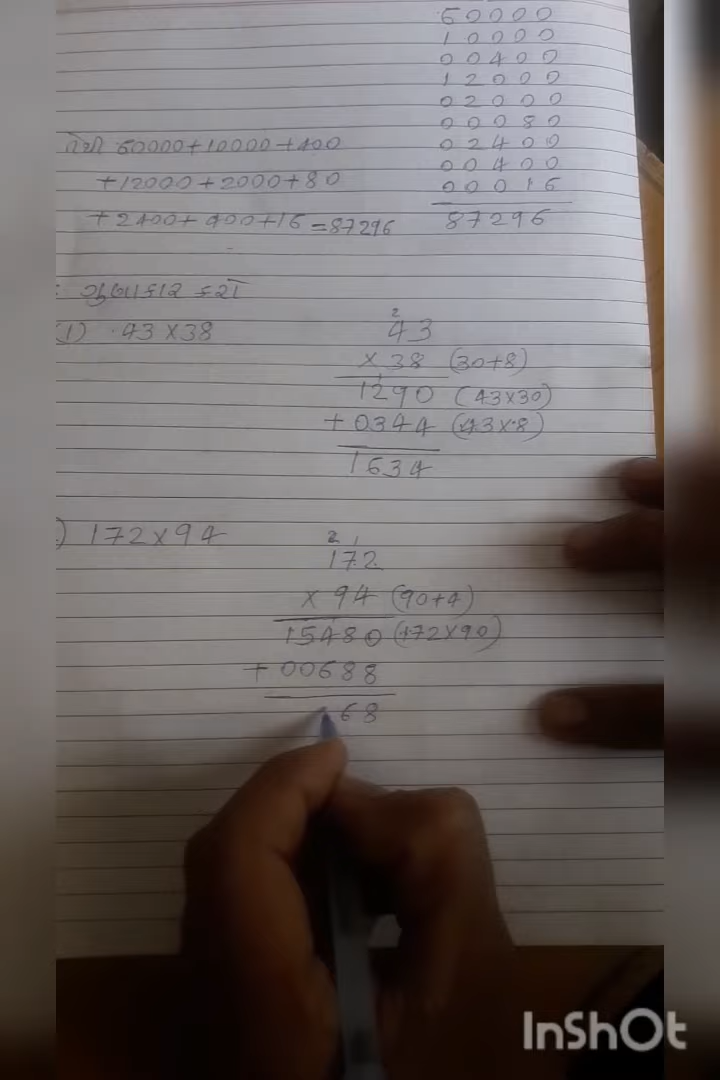 60000
10000
00400
12000
02000
00080
02400
00400
00016
87296
60000+10000+400
+12000+2000+80
+2400+400+16=87296
ગુણાકાર કરો
(1) 43 x 38
2
43
x 38 (30+8)
1290 (43x30)
+ 0344 (43x8)
1634
) 172 x 94
2 1
172
x 94 (90+4)
15480 (172x90)
+ 00688
68
InShOt